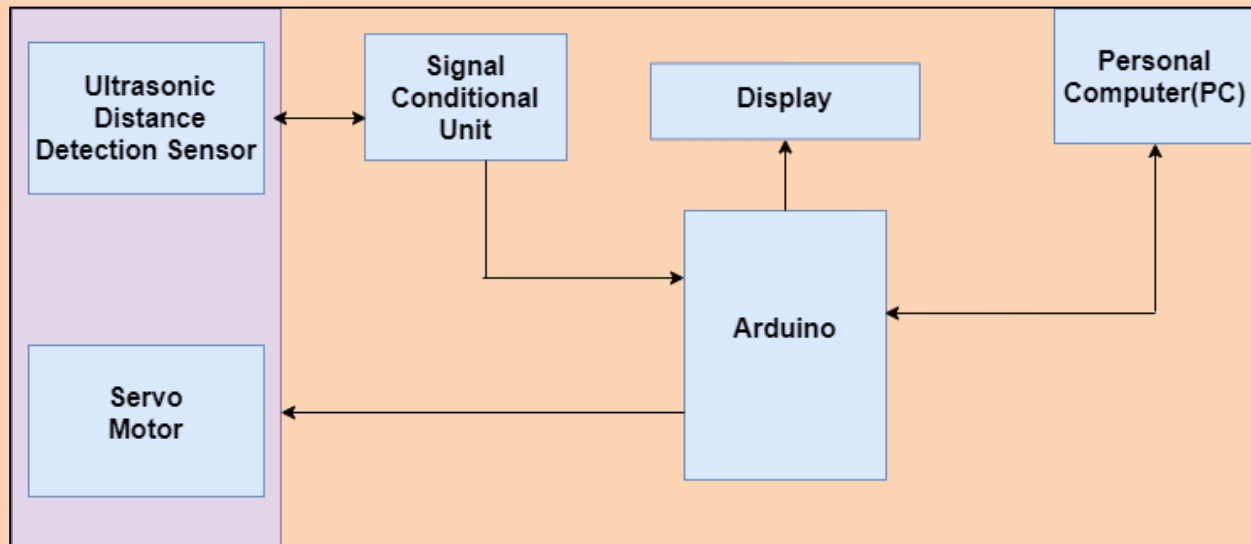 Ultrasonic
Distance
Detection Sensor
Signal
Conditional
Unit
Display
Personal
Computer(PC)
Arduino
Servo
Motor